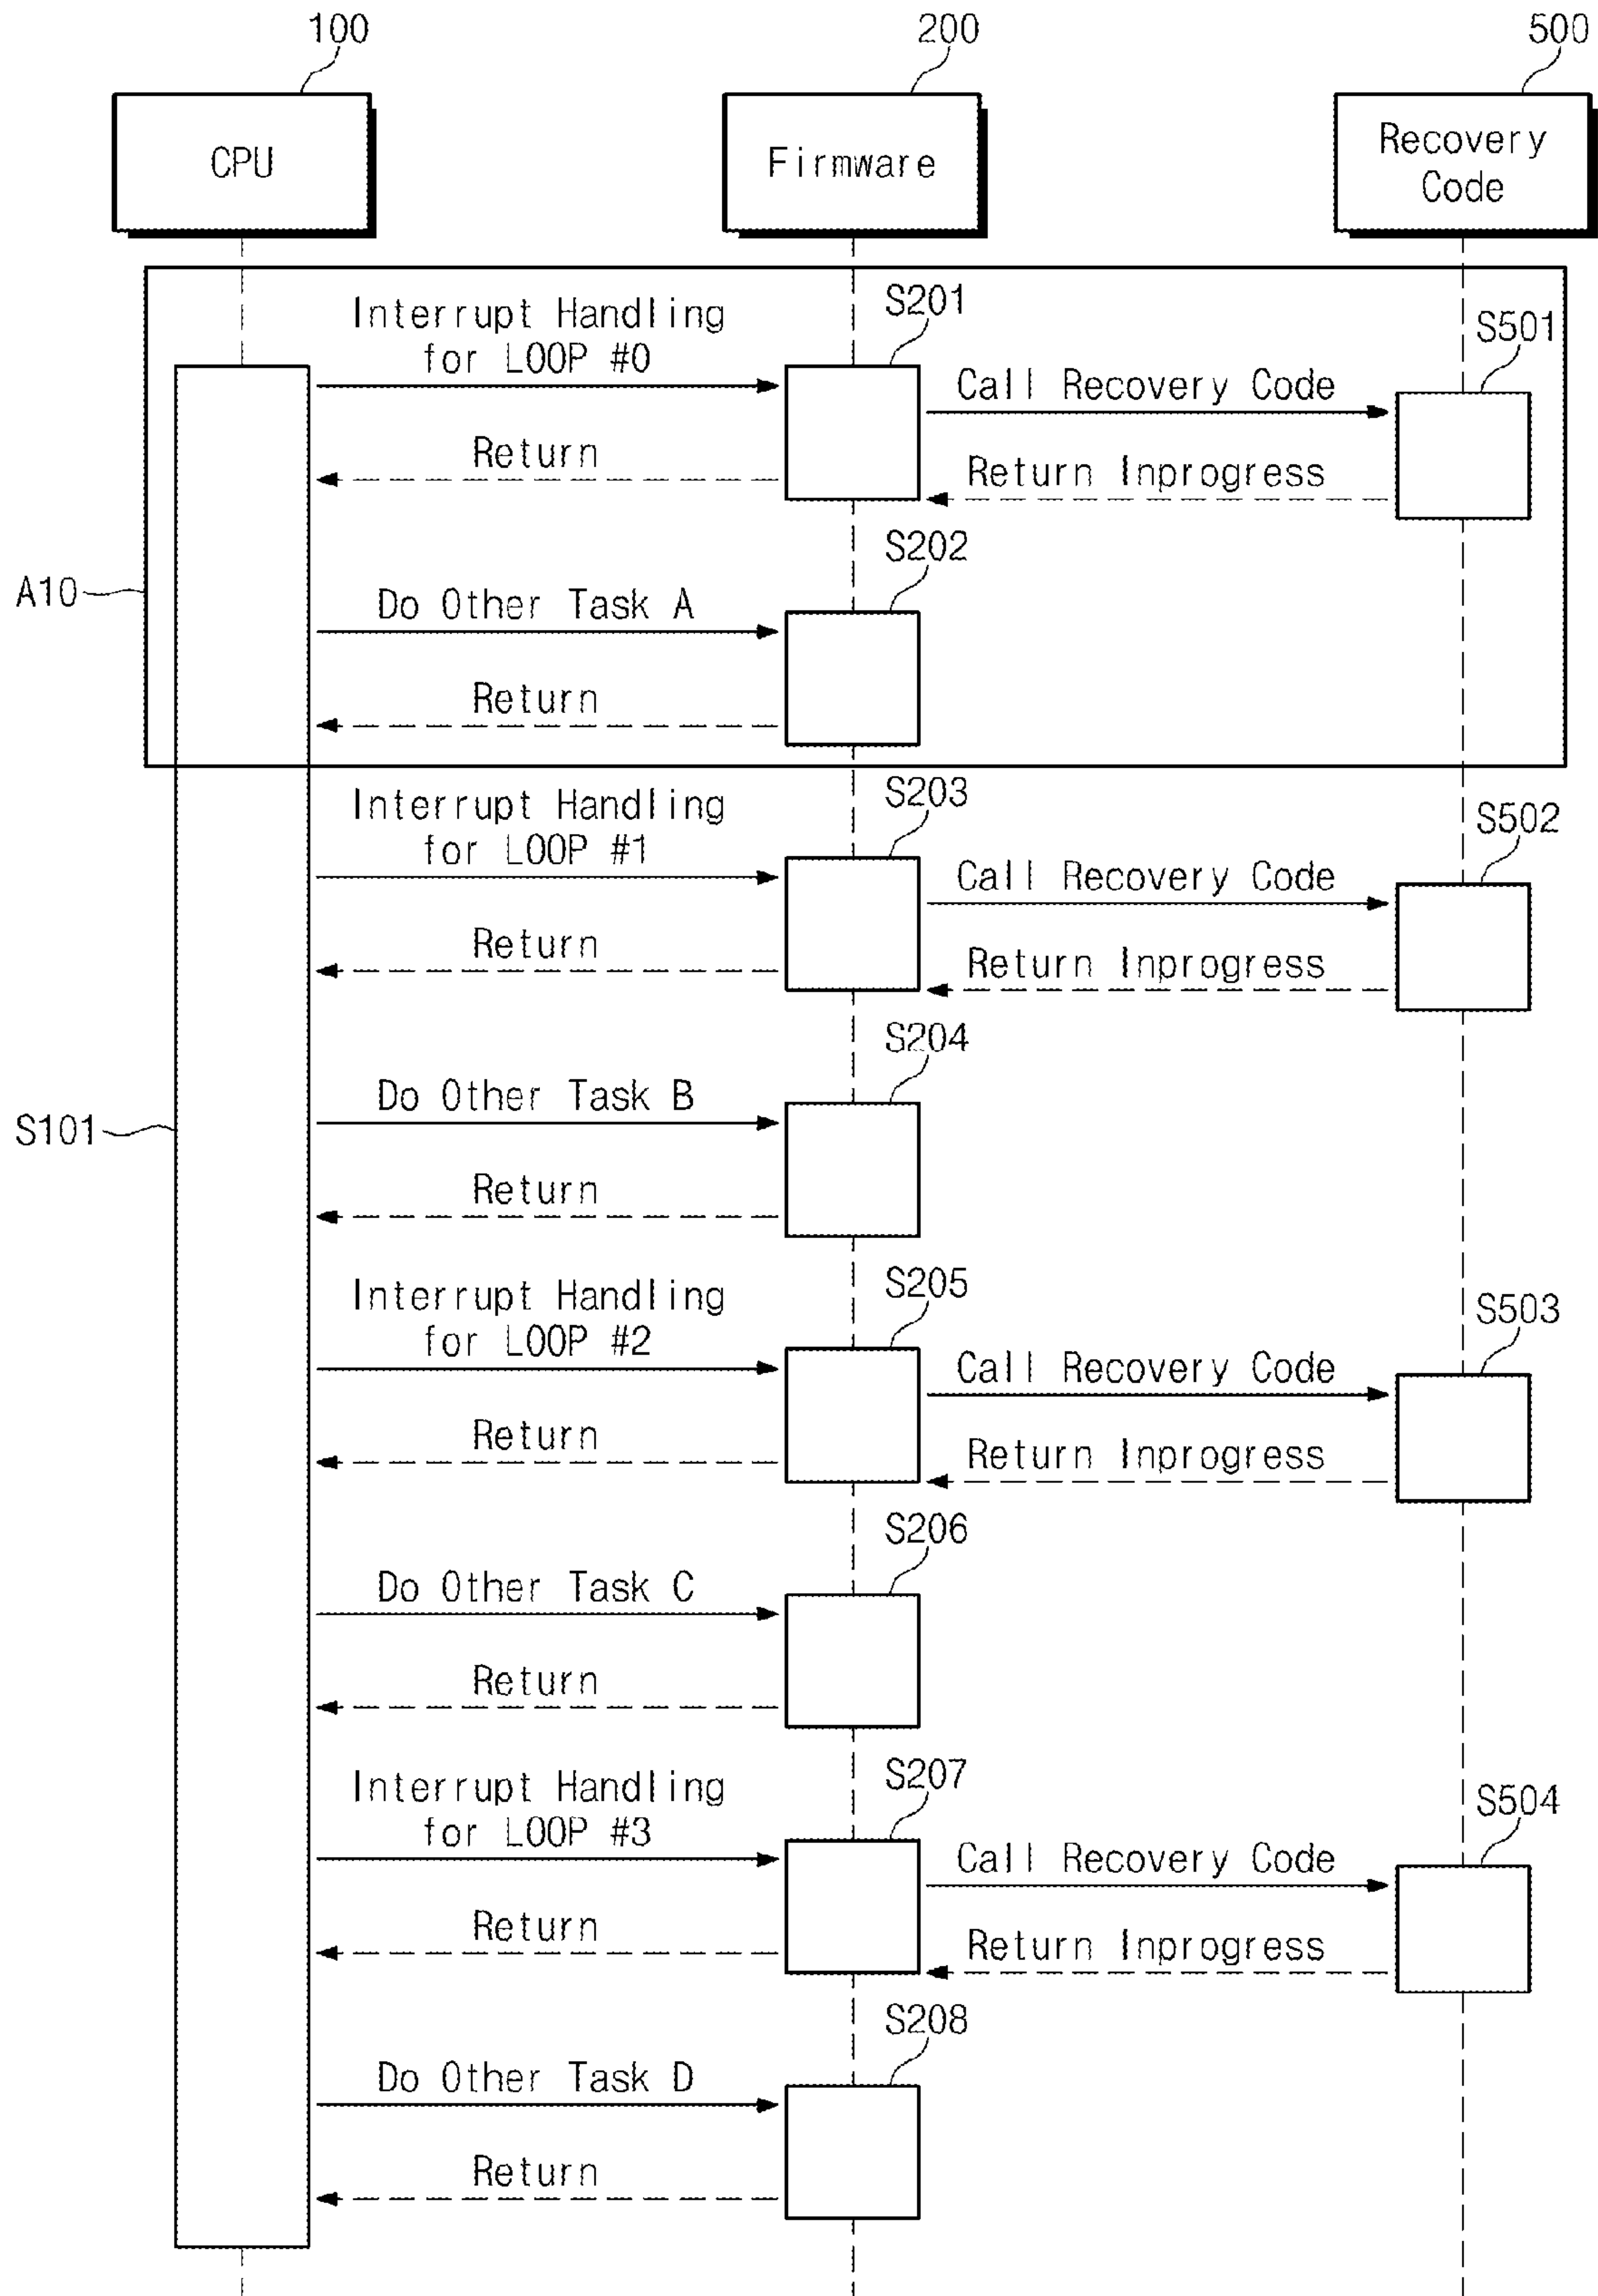 100
200
500
CPU
Firmware
Recovery
Code
S201
Interrupt Handling
for LOOP #0
S501
Call Recovery Code
Return
Return Inprogress
S202
A10
Do Other Task A
Return
S203
Interrupt Handling
for LOOP #1
S502
Call Recovery Code
Return
Return Inprogress
S204
Do Other Task B
S101
Return
S205
Interrupt Handling
for LOOP #2
S503
Call Recovery Code
Return
Return Inprogress
S206
Do Other Task C
Return
S207
Interrupt Handling
for LOOP #3
S504
Call Recovery Code
Return
Return Inprogress
S208
Do Other Task D
Return